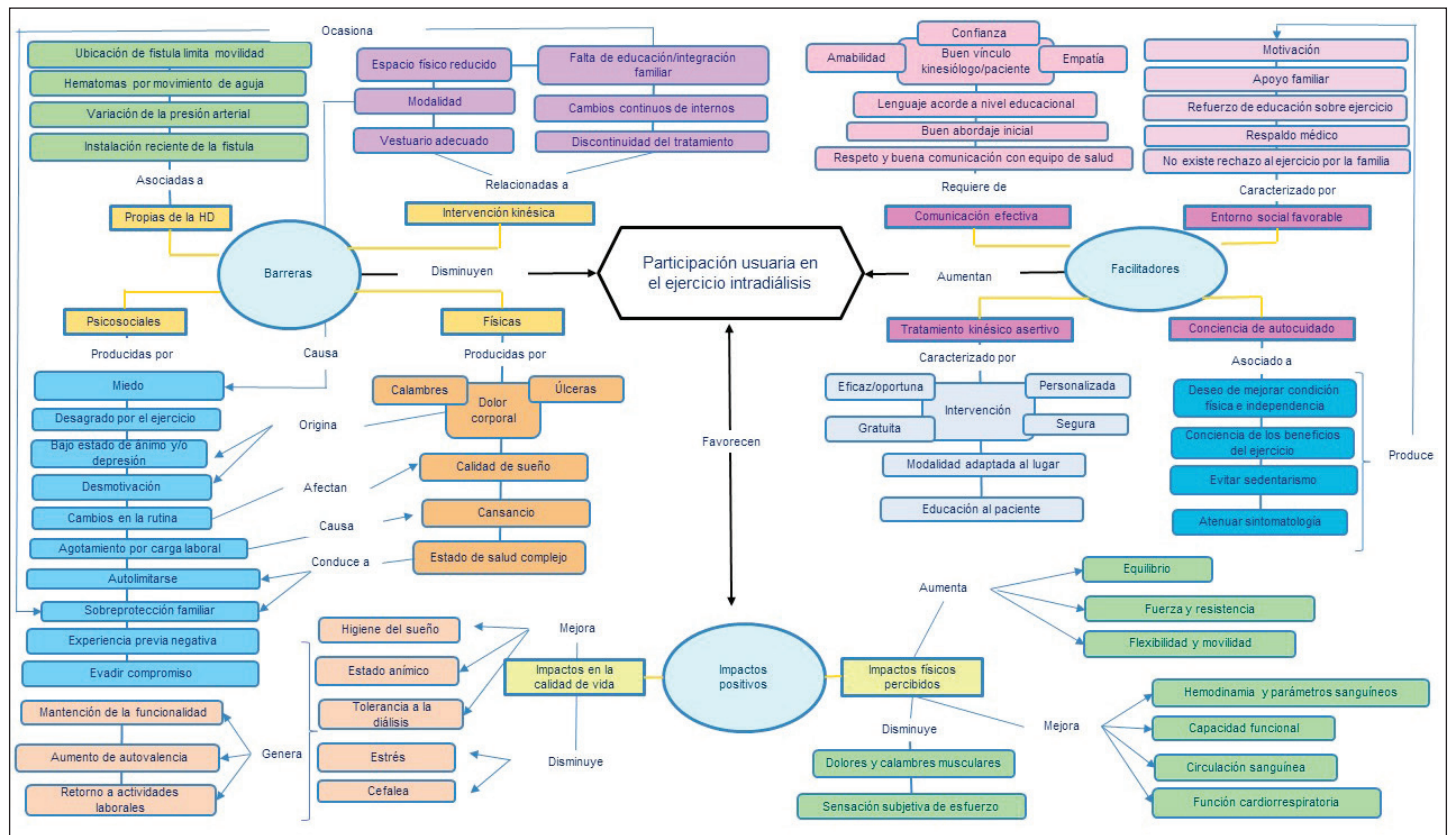 Ocasiona
Ubicación de fistula limita movilidad
Hematomas por movimiento de aguja
Variación de la presión arterial
Instalación reciente de la fistula
Asociadas a
Propias de la HD
Espacio físico reducido
Modalidad
Vestuario adecuado
Falta de educación/integración
familiar
Cambios continuos de internos
Discontinuidad del tratamiento
Relacionadas a
Intervención kinésica
Confianza
Amabilidad
Buen vínculo
kinesiólogo/paciente
Empatía
Lenguaje acorde a nivel educacional
Buen abordaje inicial
Respeto y buena comunicación con equipo de salud
Requiere de
Comunicación efectiva
Motivación
Apoyo familiar
Refuerzo de educación sobre ejercicio
Respaldo médico
No existe rechazo al ejercicio por la familia
Caracterizado por
Entorno social favorable
Barreras
Disminuyen
Participación usuaria en
el ejercicio intradiálisis
Aumentan
Facilitadores
Psicosociales
Producidas por
Causa
Miedo
Desagrado por el ejercicio
Bajo estado de animo y/o
depresión
Desmotivación
Cambios en la rutina
Agotamiento por carga laboral
Autolimitarse
Sobreprotección familiar
Experiencia previa negativa
Evadir compromiso
Físicas
Producidas por
Calambres
Úlceras
Dolor
corporal
Origina
Calidad de sueño
Afectan
Cansancio
Causa
Estado de salud complejo
Conduce a
Favorecen
Tratamiento kinésico asertivo
Caracterizado por
Eficaz/oportuna
Personalizada
Intervención
Gratuita
Segura
Modalidad adaptada al lugar
Educación al paciente
Conciencia de autocuidado
Asociado a
Deseo de mejorar condición
física e independencia
Conciencia de los beneficios
del ejercicio
Evitar sedentarismo
Atenuar sintomatología
Produce
Impactos
positivos
Impactos en la
calidad de vida
Mejora
Higiene del sueño
Estado anímico
Tolerancia a la
diálisis
Estrés
Cefalea
Disminuye
Genera
Mantención de la funcionalidad
Aumento de autovalencia
Retorno a actividades
laborales
Impactos físicos
percibidos
Aumenta
Equilibrio
Fuerza y resistencia
Flexibilidad y movilidad
Disminuye
Dolores y calambres musculares
Sensación subjetiva de esfuerzo
Mejora
Hemodinamia y parámetros sanguíneos
Capacidad funcional
Circulación sanguínea
Función cardiorrespiratoria